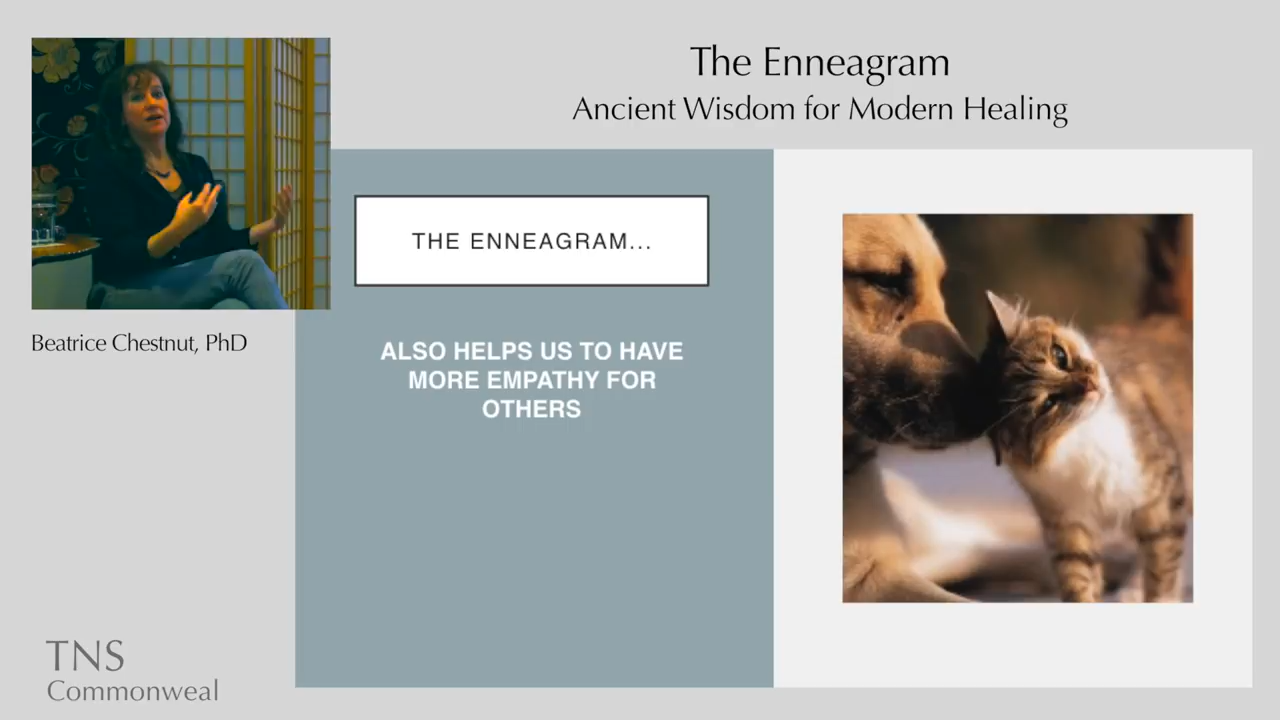 The Enneagram
Ancient Wisdom for Modern Healing
THE ENNEAGRAM...
ALSO HELPS US TO HAVE
MORE EMPATHY FOR
OTHERS
Beatrice Chestnut, PhD
TNS
Commonweal